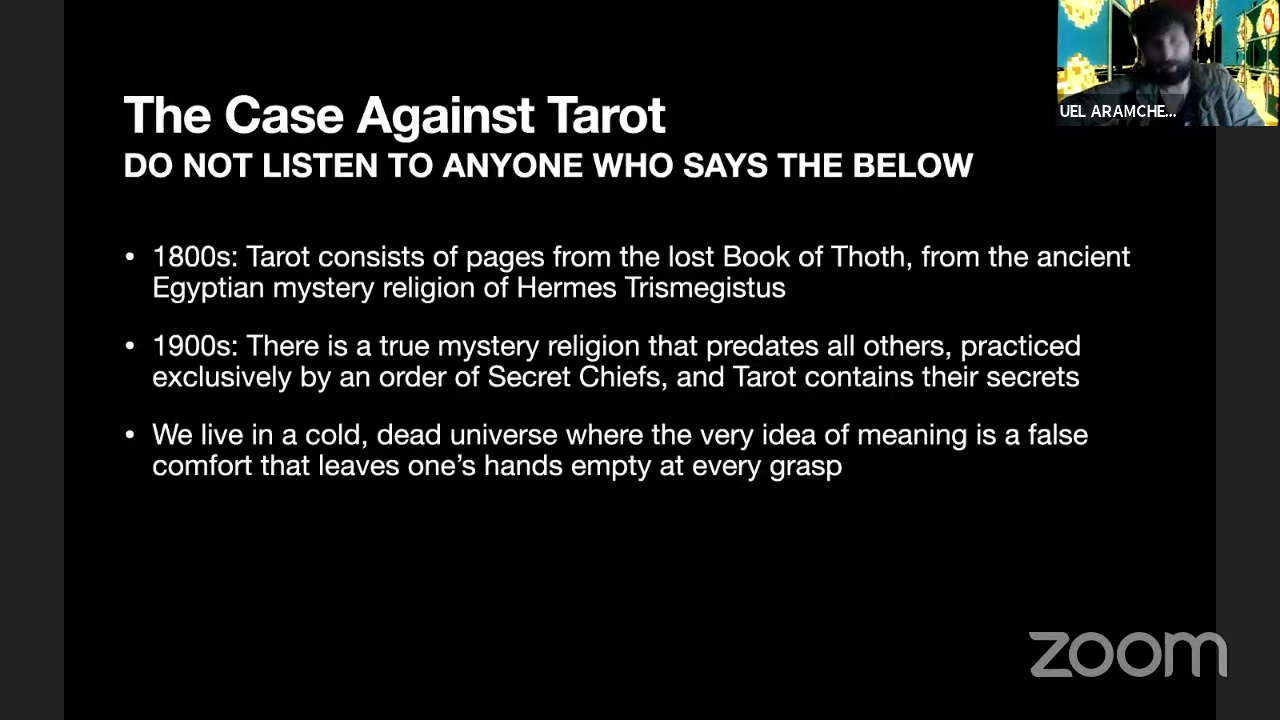 The Case Against Tarot
DO NOT LISTEN TO ANYONE WHO SAYS THE BELOW
• 1800s: Tarot consists of pages from the lost Book of Thoth, from the ancient
Egyptian mystery religion of Hermes Trismegistus
• 1900s: There is a true mystery religion that predates all others, practiced
exclusively by an order of Secret Chiefs, and Tarot contains their secrets
• We live in a cold, dead universe where the very idea of meaning is a false
comfort that leaves one’s hands empty at every grasp
UEL ARAMCHE...
zoom